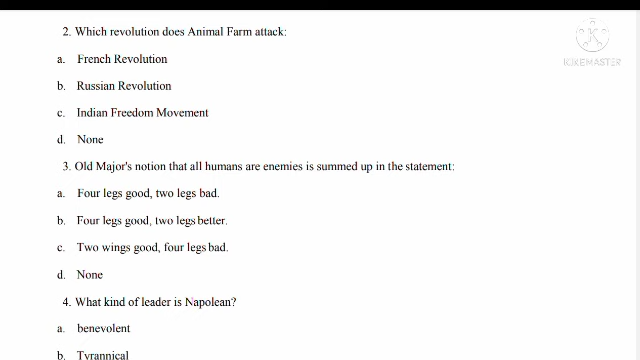 2. Which revolution does Animal Farm attack:
a. French Revolution
b. Russian Revolution
c. Indian Freedom Movement
d. None
3. Old Major's notion that all humans are enemies is summed up in the statement:
a. Four legs good, two legs bad.
b. Four legs good, two legs better.
c. Two wings good, four legs bad.
d. None
4. What kind of leader is Napolean?
a. benevolent
b. Tyrannical
K
KINEMASTER